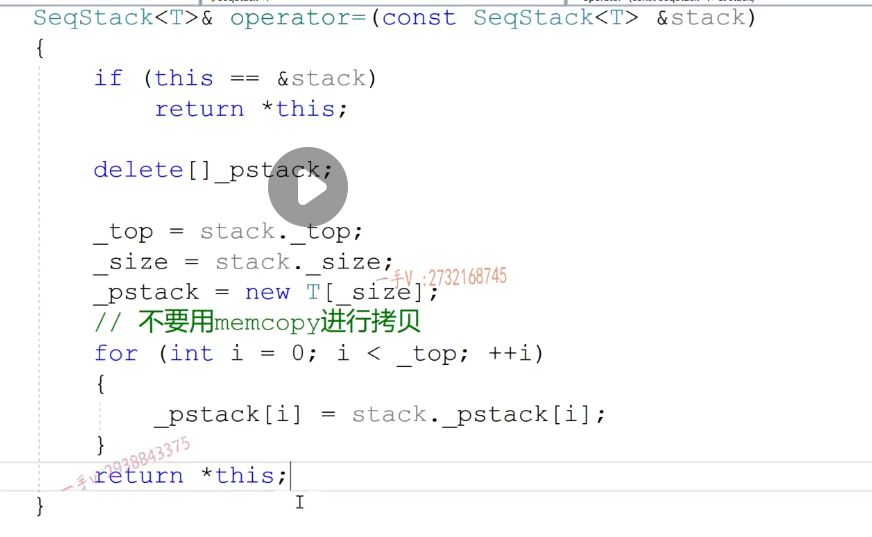 SeqStack<T>& operator=(const SeqStack<T> &stack)
{
if (this == &stack)
return *this;
delete[]_pstack;
_top = stack._top;
_size = stack._size;
一手V :2732168745
_pstack = new T[_size];
// 不要用memcopy进行拷贝
for (int i = 0; i < _top; ++i)
{
_pstack[i] = stack._pstack[i];
}
一手V:2938843375
return *this;
}